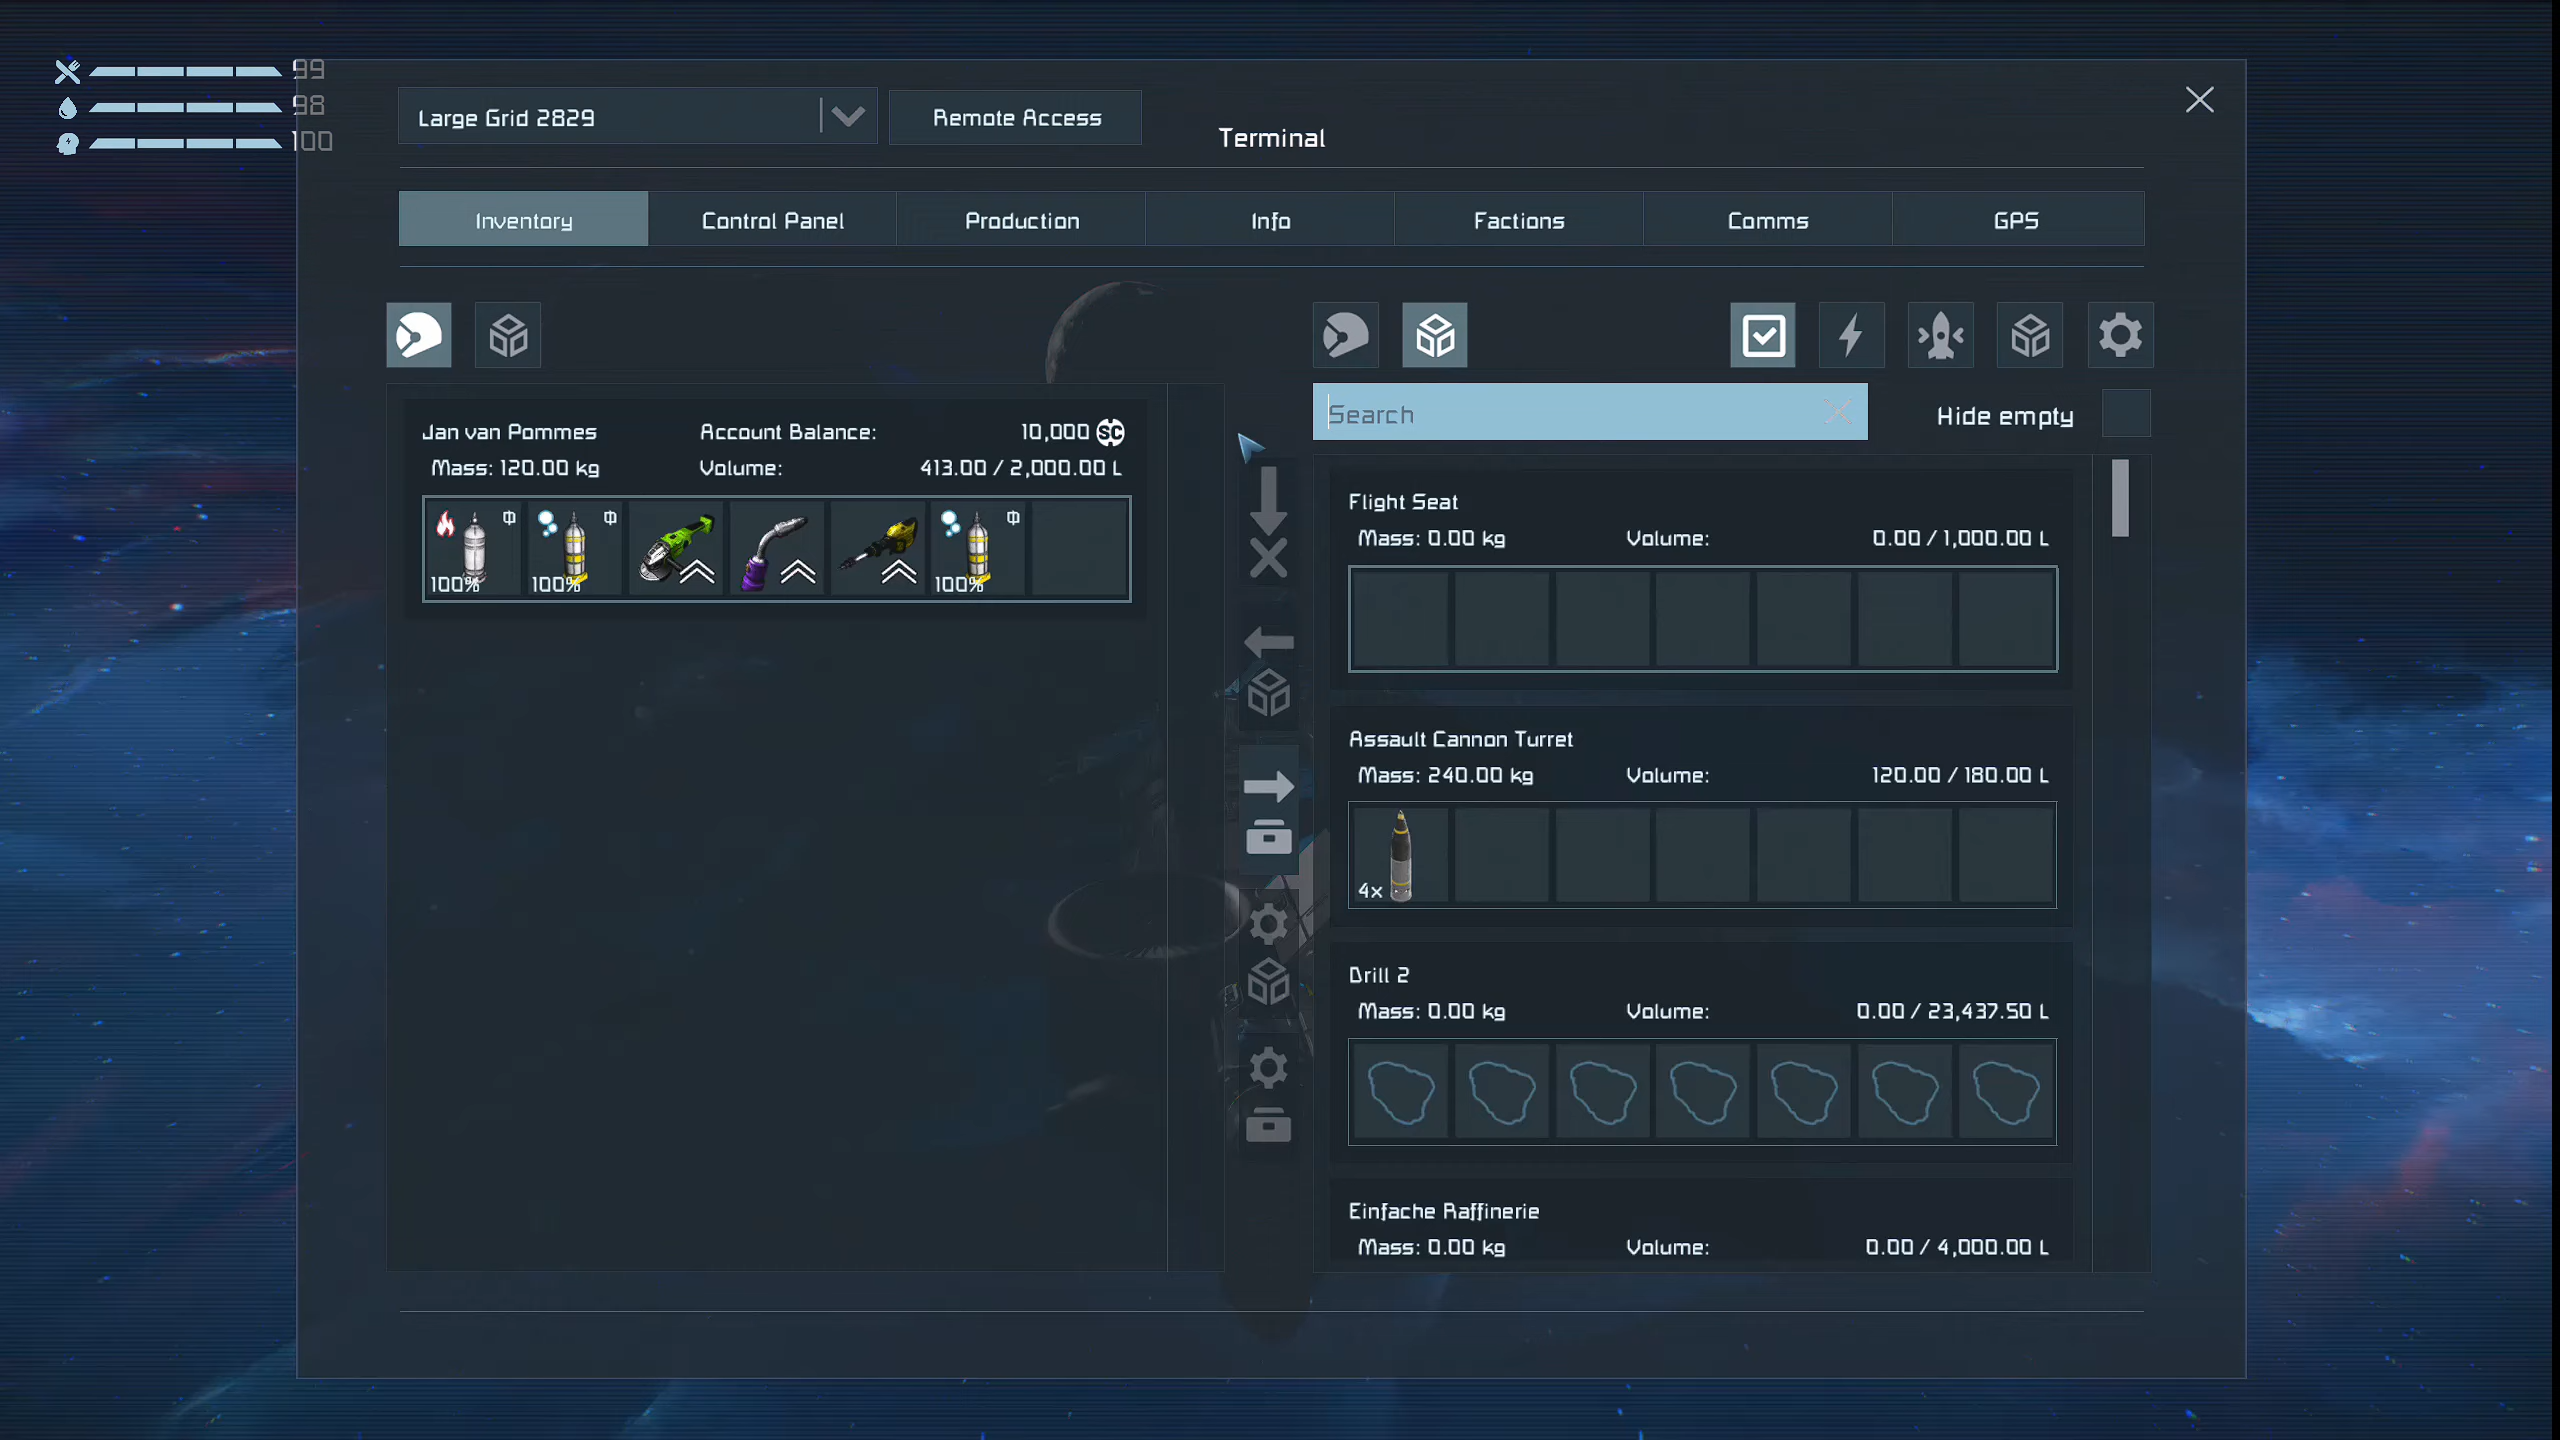 99
98
100
Large Grid 2829
Remote Access
Terminal
Inventory
Control Panel
Production
Info
Factions
Comms
GPS
Jan van Pommes
Account Balance:
10,000 SC
Mass: 120.00 kg
Volume:
413.00 / 2,000.00 L
100%
100%
100%
Search
Hide empty
Flight Seat
Mass: 0.00 kg
Volume:
0.00 / 1,000.00 L
Assault Cannon Turret
Mass: 240.00 kg
Volume:
120.00 / 180.00 L
4x
Drill 2
Mass: 0.00 kg
Volume:
0.00 / 23,437.50 L
Einfache Raffinerie
Mass: 0.00 kg
Volume:
0.00 / 4,000.00 L